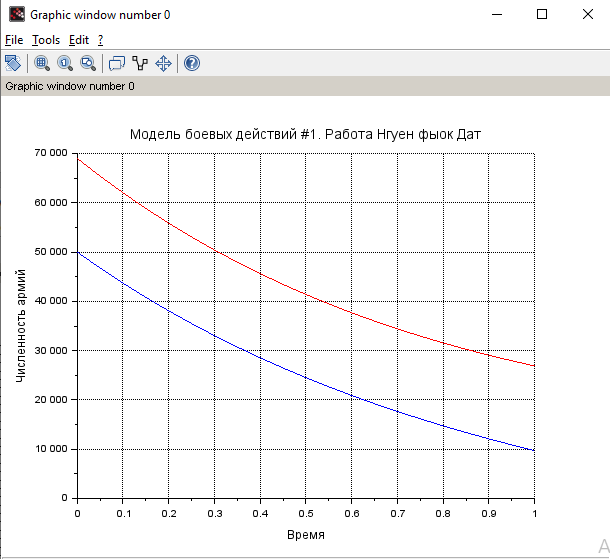 Graphic window number 0
File Tools Edit ?
Graphic window number 0
Модель боевых действий #1. Работа Нгуен фыок Дат
70 000
60 000
50 000
40 000
30 000
20 000
10 000
0
Численность армий
0 0.1 0.2 0.3 0.4 0.5 0.6 0.7 0.8 0.9 1
Время